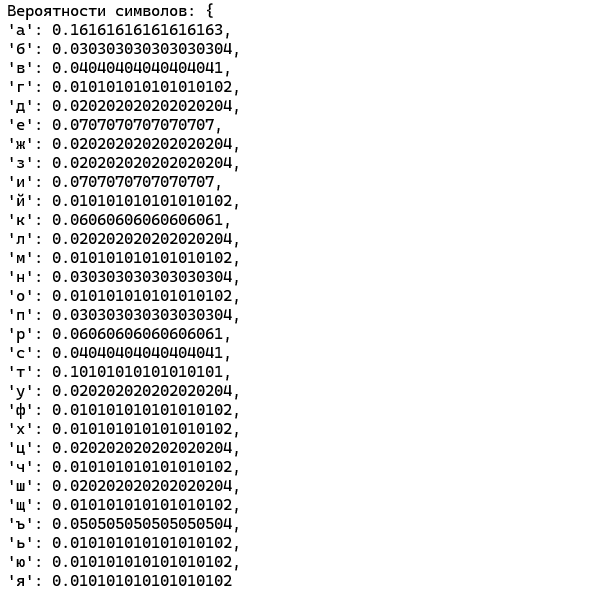 Вероятности символов: {
'а': 0.16161616161616163,
'б': 0.030303030303030304,
'в': 0.04040404040404041,
'г': 0.010101010101010102,
'д': 0.020202020202020204,
'е': 0.0707070707070707,
'ж': 0.020202020202020204,
'з': 0.020202020202020204,
'и': 0.0707070707070707,
'й': 0.010101010101010102,
'к': 0.06060606060606061,
'л': 0.020202020202020204,
'м': 0.010101010101010102,
'н': 0.030303030303030304,
'о': 0.010101010101010102,
'п': 0.030303030303030304,
'р': 0.06060606060606061,
'с': 0.04040404040404041,
'т': 0.10101010101010101,
'у': 0.020202020202020204,
'ф': 0.010101010101010102,
'х': 0.010101010101010102,
'ц': 0.020202020202020204,
'ч': 0.010101010101010102,
'ш': 0.020202020202020204,
'щ': 0.010101010101010102,
'ъ': 0.050505050505050504,
'ь': 0.010101010101010102,
'ю': 0.010101010101010102,
'я': 0.010101010101010102